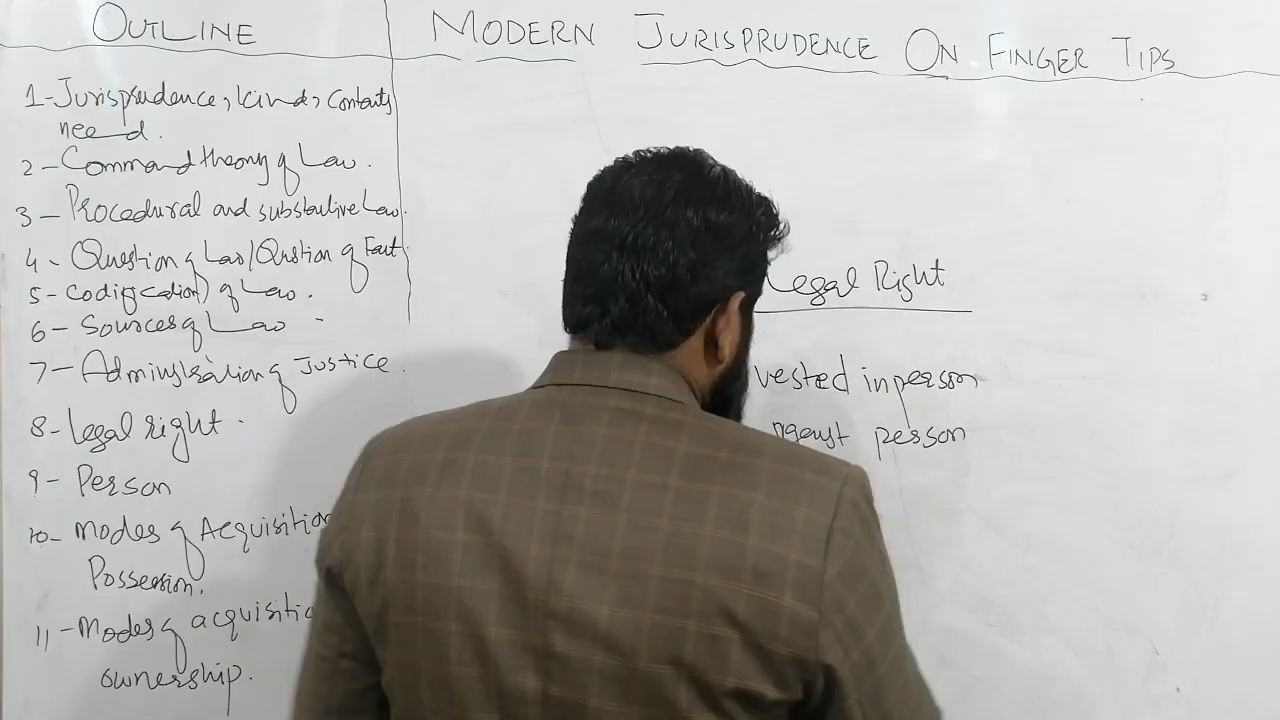 OUTLINE
MODERN JURISPRUDENCE ON FINGER TIPS
1-Jurisprudence, kinds, contents
need.
2-Command theory of Law.
3-Procedural and substantive Law.
4-Question of Law/Question of Fact.
5-Codification of Law.
6-Sources of Law
7-Administration of Justice.
8-Legal right.
9-Person
10-Modes of Acquisition
Possession.
11-Modes of acquisition
ownership.
Legal Right
vested in person
person